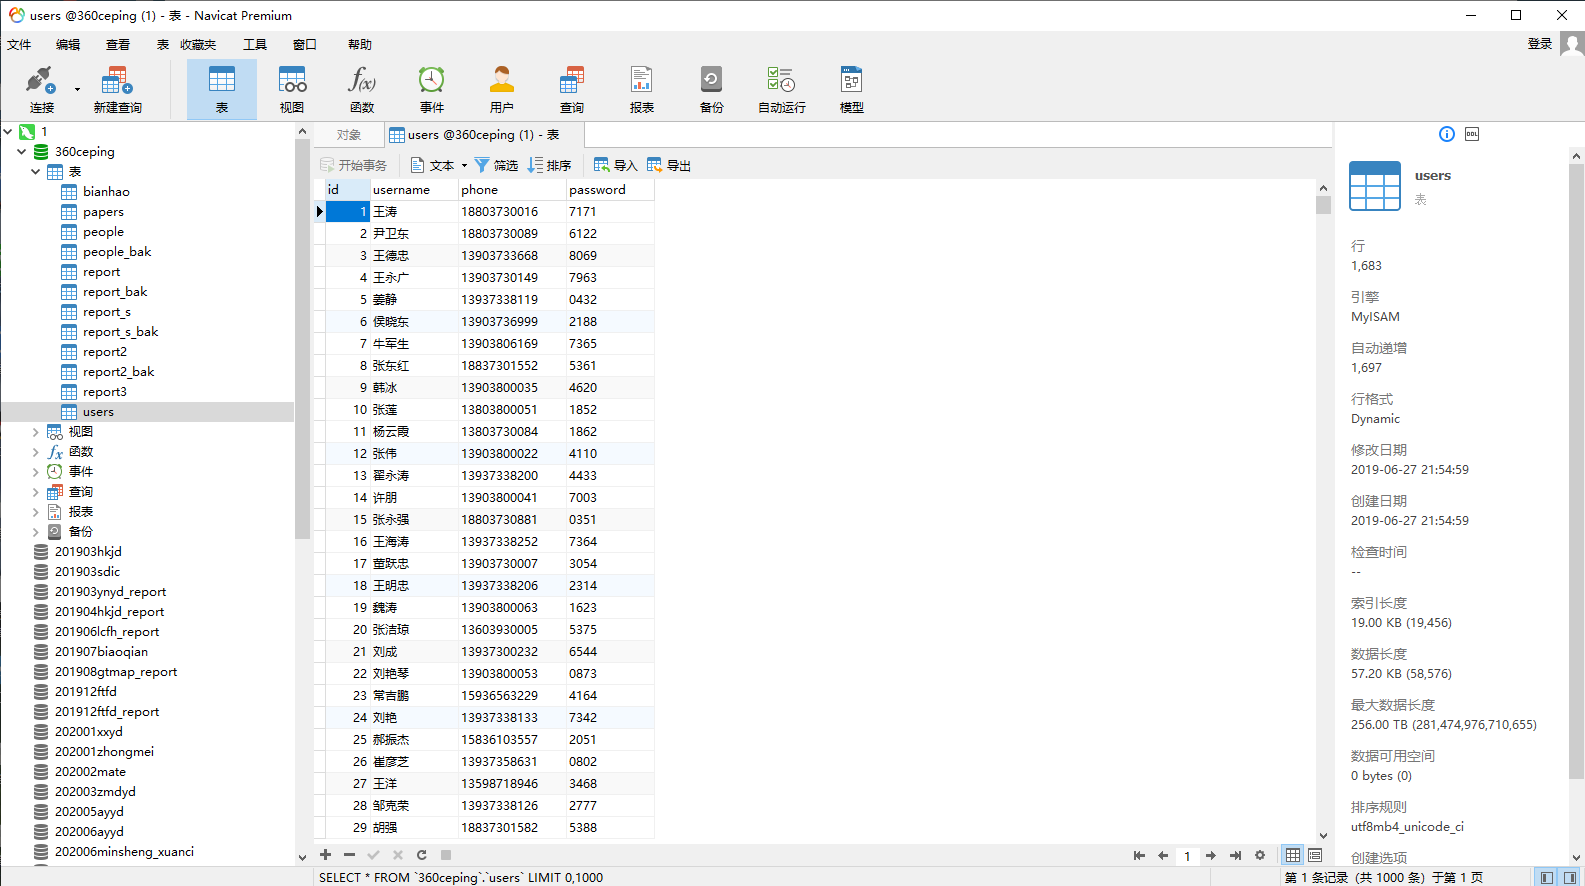 users @360ceping (1) - 表 - Navicat Premium
文件 编辑 查看 表 收藏夹 工具 窗口 帮助 登录
连接 新建查询 表 视图 函数 事件 用户 查询 报表 备份 自动运行 模型
1
360ceping
表
bianhao
papers
people
people_bak
report
report_bak
report_s
report_s_bak
report2
report2_bak
report3
users
视图
函数
事件
查询
报表
备份
201903hkjd
201903sdic
201903ynyd_report
201904hkjd_report
201906lcfh_report
201907biaoqian
201908gtmap_report
201912ftfd
201912ftfd_report
202001xxyd
202001zhongmei
202002mate
202003zmdyd
202005ayyd
202006ayyd
202006minsheng_xuanci
对象 users @360ceping (1) - 表
开始事务 文本 筛选 排序 导入 导出
id username phone password
1 王涛 18803730016 7171
2 尹卫东 18803730089 6122
3 王德忠 13903733668 8069
4 王永广 13903730149 7963
5 姜静 13937338119 0432
6 侯晓东 13903736999 2188
7 牛军生 13903806169 7365
8 张东红 18837301552 5361
9 韩冰 13903800035 4620
10 张莲 13803800051 1852
11 杨云霞 13803730084 1862
12 张伟 13903800022 4110
13 翟永涛 13937338200 4433
14 许朋 13903800041 7003
15 张永强 18803730881 0351
16 王海涛 13937338252 7364
17 董跃忠 13903730007 3054
18 王明忠 13937338206 2314
19 魏涛 13903800063 1623
20 张洁琼 13603930005 5375
21 刘成 13937300232 6544
22 刘艳琴 13903800053 0873
23 常吉鹏 15936563229 4164
24 刘艳 13937338133 7342
25 郝振杰 15836103557 2051
26 崔彦芝 13937358631 0802
27 王洋 13598718946 3468
28 邹克荣 13937338126 2777
29 胡强 18837301582 5388
1
SELECT * FROM `360ceping`.`users` LIMIT 0,1000
第 1 条记录（共 1000 条）于第 1 页
DDL
users
表
行
1,683
引擎
MyISAM
自动递增
1,697
行格式
Dynamic
修改日期
2019-06-27 21:54:59
创建日期
2019-06-27 21:54:59
检查时间
--
索引长度
19.00 KB (19,456)
数据长度
57.20 KB (58,576)
最大数据长度
256.00 TB (281,474,976,710,655)
数据可用空间
0 bytes (0)
排序规则
utf8mb4_unicode_ci
创建选项